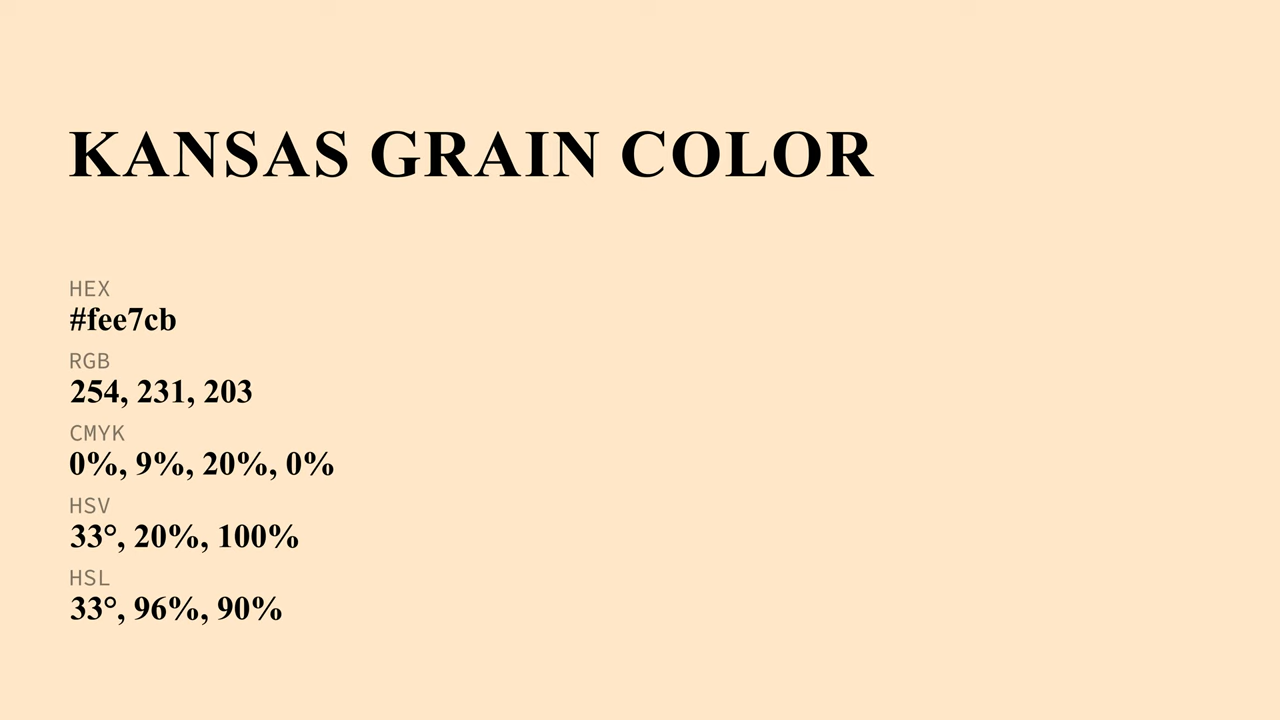 KANSAS GRAIN COLOR
HEX
#fee7cb
RGB
254, 231, 203
CMYK
0%, 9%, 20%, 0%
HSV
33°, 20%, 100%
HSL
33°, 96%, 90%